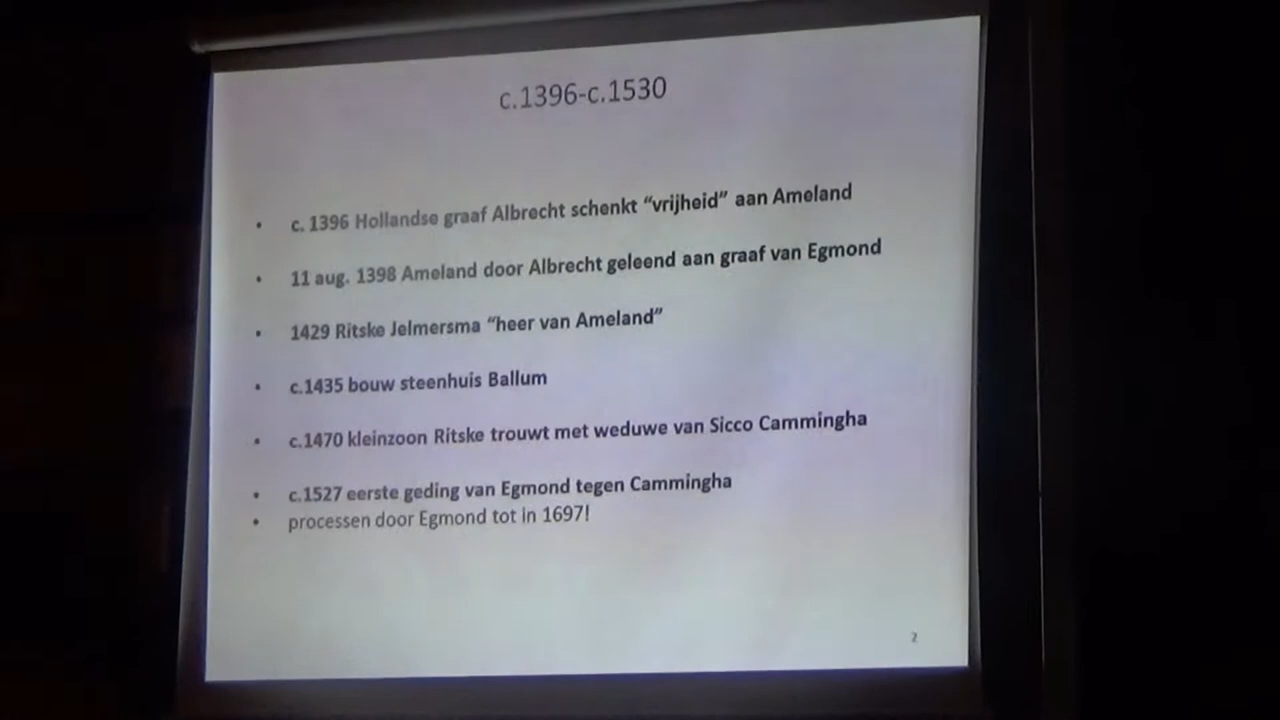 c.1396-c.1530
• c. 1396 Hollandse graaf Albrecht schenkt “vrijheid” aan Ameland
• 11 aug. 1398 Ameland door Albrecht geleend aan graaf van Egmond
• 1429 Ritske Jelmersma “heer van Ameland”
• c.1435 bouw steenhuis Ballum
• c.1470 kleinzoon Ritske trouwt met weduwe van Sicco Cammingha
• c.1527 eerste geding van Egmond tegen Cammingha
• processen door Egmond tot in 1697!
2